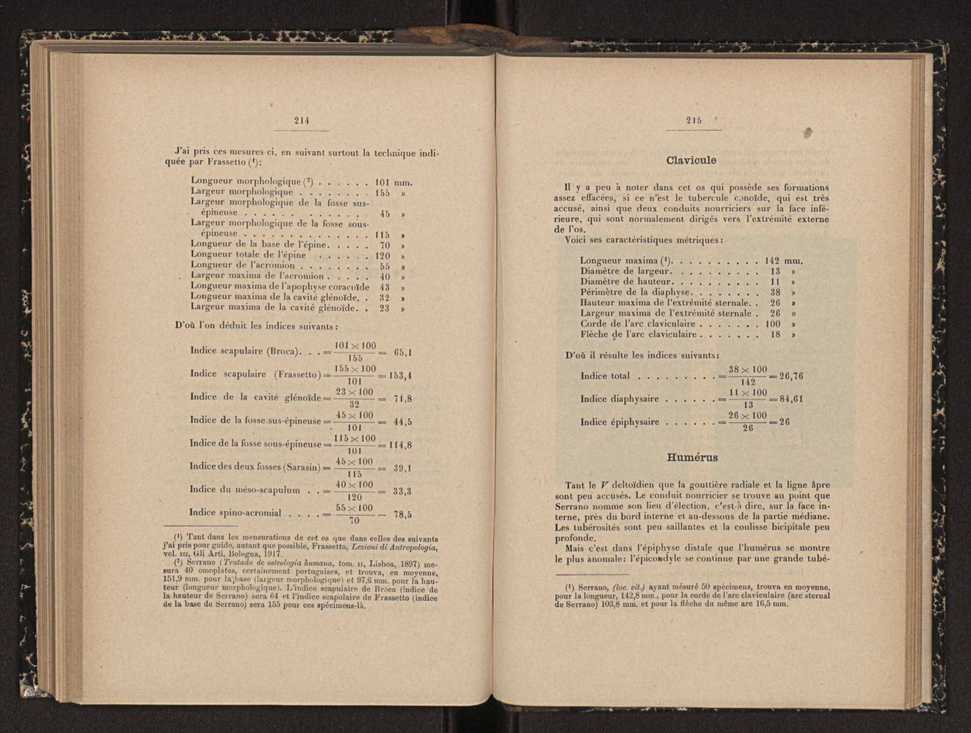 214
J'ai pris ces mesures ci, en suivant surtout la technique indi-
quée par Frassetto (¹):
Longueur morphologique (²) . . . . . . 101 mm.
Largeur morphologique . . . . . . . . 155 »
Largeur morphologique de la fosse sus-
épineuse . . . . . . . . . . . . . 45 »
Largeur morphologique de la fosse sous-
épineuse . . . . . . . . . . . . . 115 »
Longueur de la base de l'épine. . . . . 70 »
Longueur totale de l'épine . . . . . . 120 »
Longueur de l'acromion . . . . . . . . 55 »
Largeur maxima de l'acromion . . . . . 40 »
Longueur maxima de l'apophyse coracoïde 43 »
Longueur maxima de la cavité glénoïde. . 32 »
Largeur maxima de la cavité glénoïde. . 23 »
D'où l'on déduit les indices suivants:
Indice scapulaire (Broca). . . = 101 × 100 / 155 = 65,1
Indice scapulaire (Frassetto) = 155 × 100 / 101 = 153,4
Indice de la cavité glénoïde = 23 × 100 / 32 = 71,8
Indice de la fosse sus-épineuse = 45 × 100 / 101 = 44,5
Indice de la fosse sous-épineuse = 115 × 100 / 101 = 114,8
Indice des deux fosses (Sarasin) = 45 × 100 / 115 = 39,1
Indice du méso-scapulum . . = 40 × 100 / 120 = 33,3
Indice spino-acromial . . . . = 55 × 100 / 70 = 78,5
(¹) Tant dans les mensurations de cet os que dans celles des suivants
j'ai pris pour guide, autant que possible, Frassetto, Lezioni di Antropologia,
vol. III, Gli Arti, Bologna, 1917.
(²) Serrano (Tratado de osteologia humana, tom. II, Lisboa, 1897) me-
sura 40 omoplates, certainement portugaises, et trouva, en moyenne,
151,9 mm. pour la base (largeur morphologique) et 97,6 mm. pour la hau-
teur (longueur morphologique). L'indice scapulaire de Broca (indice de
la hauteur de Serrano) sera 64 et l'indice scapulaire de Frassetto (indice
de la base de Serrano) sera 155 pour ces spécimens-là.
215
Clavicule
Il y a peu à noter dans cet os qui possède ses formations
assez effacées, si ce n'est le tubercule conoïde, qui est très
accusé, ainsi que deux conduits nourriciers sur la face infé-
rieure, qui sont normalement dirigés vers l'extrémité externe
de l'os.
Voici ses caractéristiques métriques:
Longueur maxima (¹). . . . . . . . . . 142 mm.
Diamètre de largeur. . . . . . . . . . 13 »
Diamètre de hauteur. . . . . . . . . . 11 »
Périmètre de la diaphyse. . . . . . . . 38 »
Hauteur maxima de l'extrémité sternale. . 26 »
Largeur maxima de l'extrémité sternale . 26 »
Corde de l'arc claviculaire . . . . . . . 100 »
Flèche de l'arc claviculaire . . . . . . . 18 »
D'où il résulte les indices suivants:
Indice total . . . . . . . . . = 38 × 100 / 142 = 26,76
Indice diaphysaire . . . . . . = 11 × 100 / 13 = 84,61
Indice épiphysaire . . . . . . = 26 × 100 / 26 = 26
Humérus
Tant le V deltoïdien que la gouttière radiale et la ligne âpre
sont peu accusés. Le conduit nourricier se trouve au point que
Serrano nomme son lieu d'élection, c'est-à dire, sur la face in-
terne, près du bord interne et au-dessous de la partie médiane.
Les tubérosités sont peu saillantes et la coulisse bicipitale peu
profonde.
Mais c'est dans l'épiphyse distale que l'humérus se montre
le plus anomale: l'épicondyle se continue par une grande tubé-
(¹) Serrano, (loc. cit.) ayant mésuré 50 spécimens, trouva en moyenne,
pour la longueur, 142,8 mm., pour la corde de l'arc claviculaire (arc sternal
de Serrano) 103,8 mm. et pour la flèche du même arc 16,5 mm.